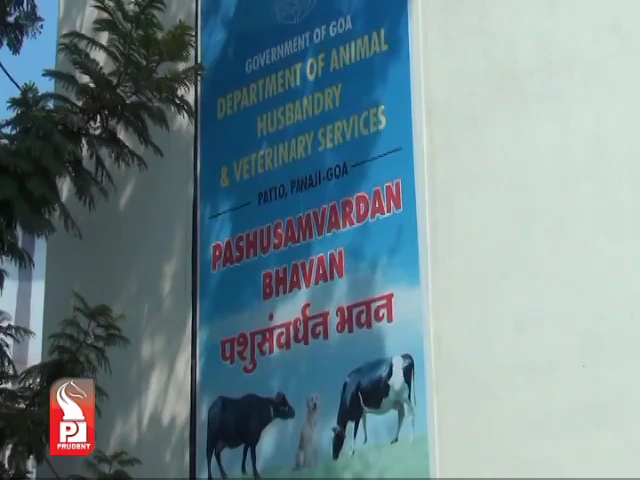 GOVERNMENT OF GOA
DEPARTMENT OF ANIMAL
HUSBANDRY
& VETERINARY SERVICES
PATTO, PANAJI-GOA
PASHUSAMVARDAN
BHAVAN
पशुसंवर्धन भवन
PRUDENT